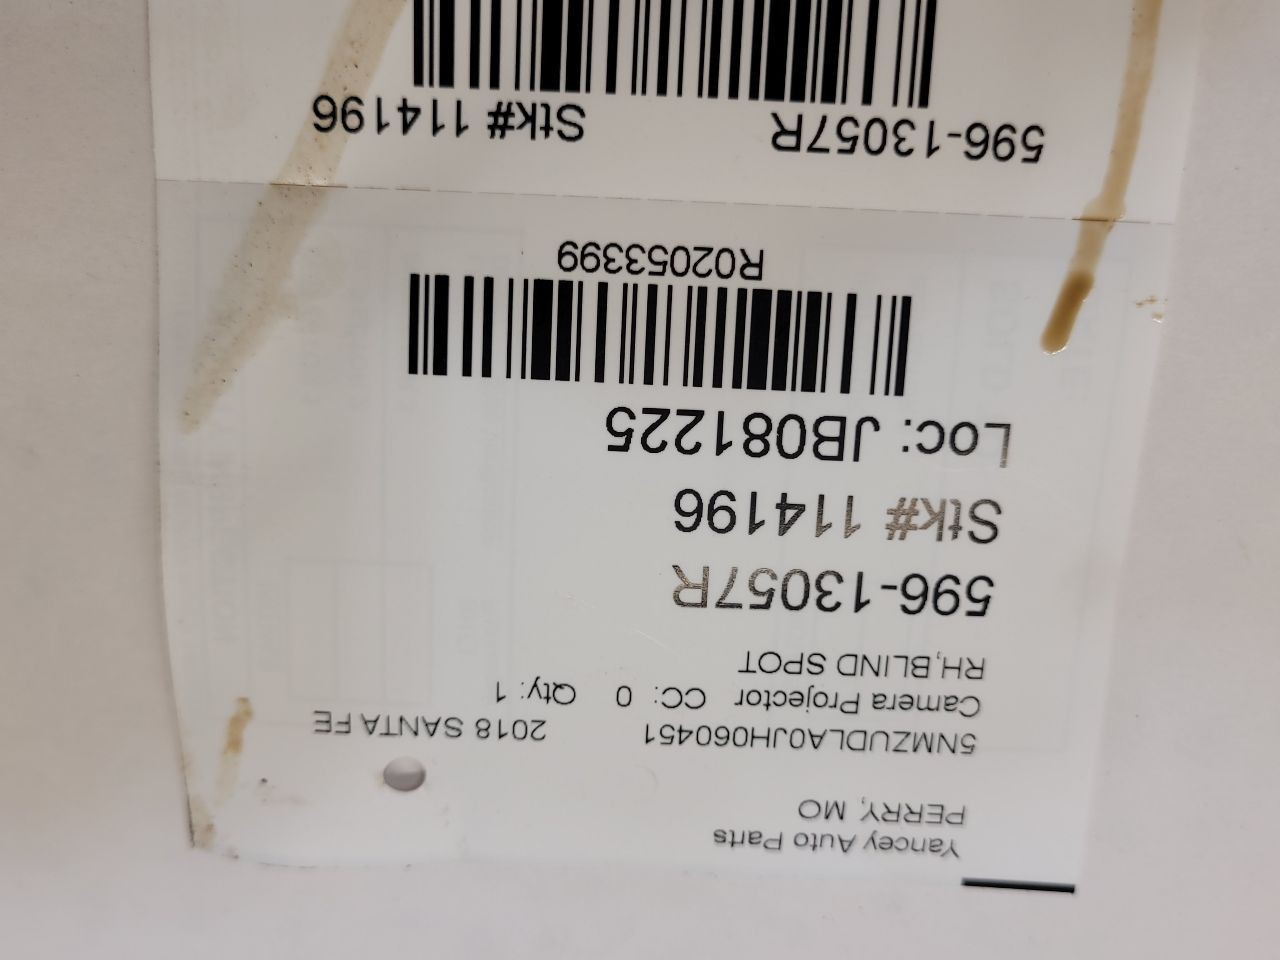 Yancey Auto Parts
PERRY, MO
5NMZUDLA0JH060451 2018 SANTA FE
Camera Projector CC: 0 Qty: 1
RH,BLIND SPOT
596-13057R
Stk# 114196
Loc: JB081225
R02053399
596-13057R Stk# 114196